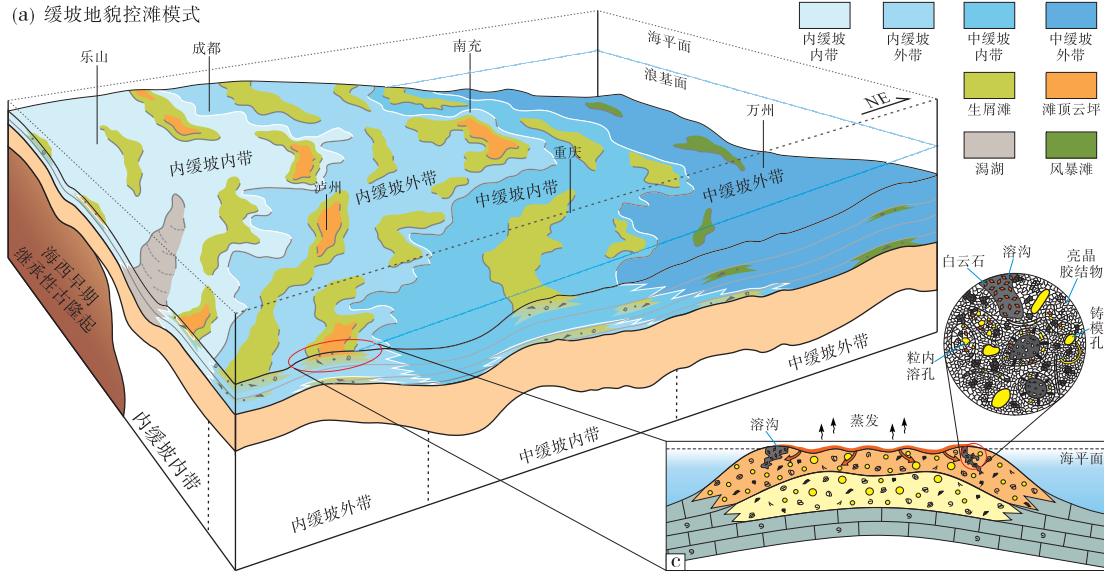 (a) 缓坡地貌控滩模式
内缓坡
内带
内缓坡
外带
中缓坡
内带
中缓坡
外带
生屑滩
滩顶云坪
潟湖
风暴滩
乐山
成都
南充
海平面
浪基面
NE
万州
重庆
泸州
内缓坡内带
内缓坡外带
中缓坡内带
中缓坡外带
海西早期
继承性古隆起
内缓坡内带
内缓坡外带
中缓坡内带
中缓坡外带
白云石
溶沟
亮晶
胶结物
铸
模
孔
粒内
溶孔
溶沟
蒸发
海平面
c